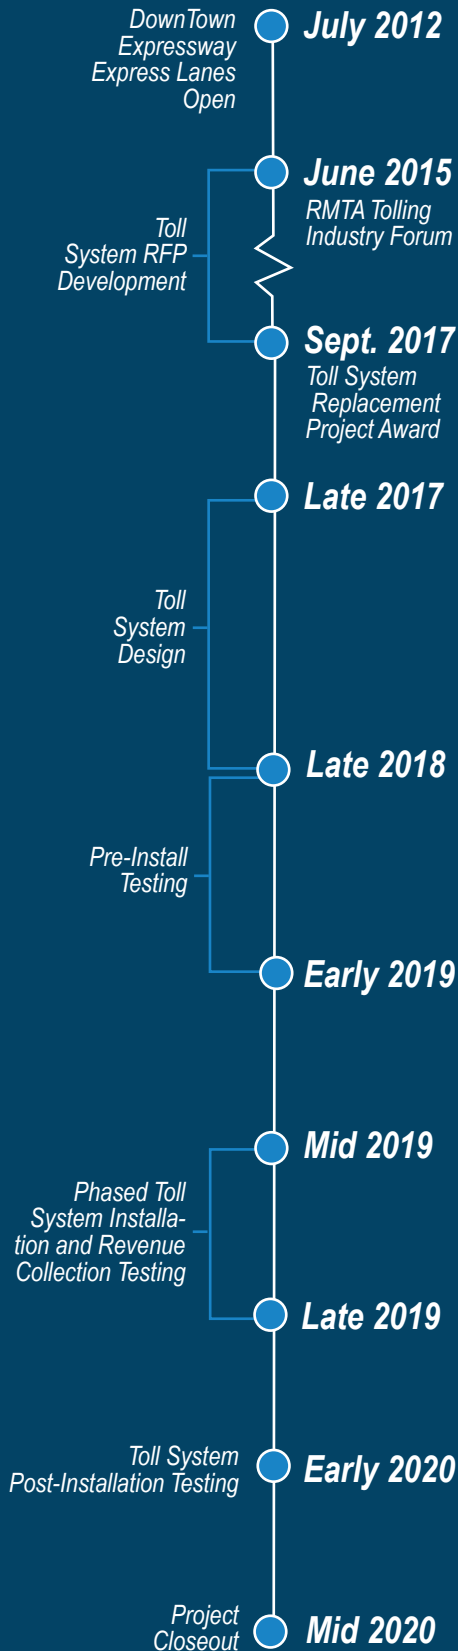 DownTown
Expressway
Express Lanes
Open
July 2012
June 2015
RMTA Tolling
Industry Forum
Toll
System RFP
Development
Sept. 2017
Toll System
Replacement
Project Award
Late 2017
Toll
System
Design
Late 2018
Pre-Install
Testing
Early 2019
Mid 2019
Phased Toll
System Installa-
tion and Revenue
Collection Testing
Late 2019
Toll System
Post-Installation Testing
Early 2020
Project
Closeout
Mid 2020